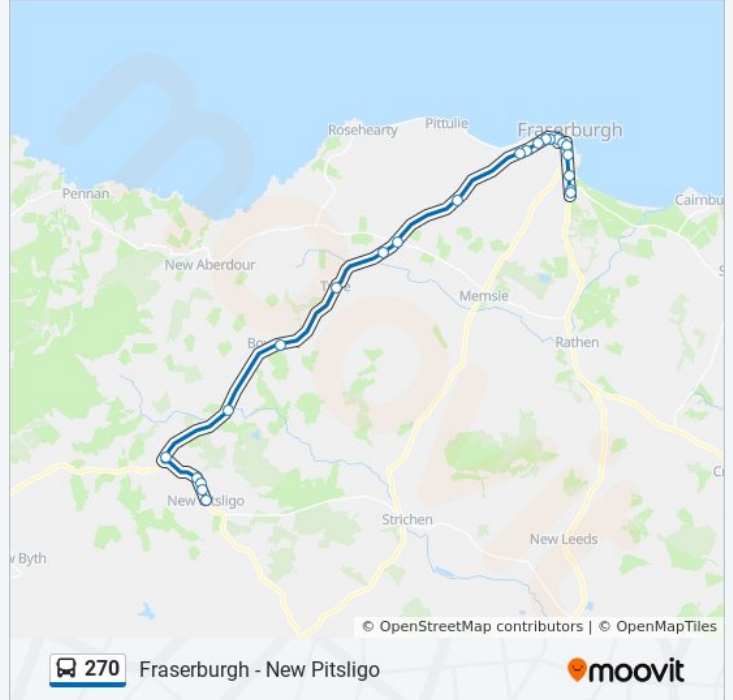 Rosehearty
Pittulie
Fraserburgh
Pennan
Cairnbu
New Aberdour
Memsie
Rathen
New Pitsligo
Strichen
New Leeds
w Byth
© OpenStreetMap contributors | © OpenMapTiles
270 Fraserburgh - New Pitsligo
moovit